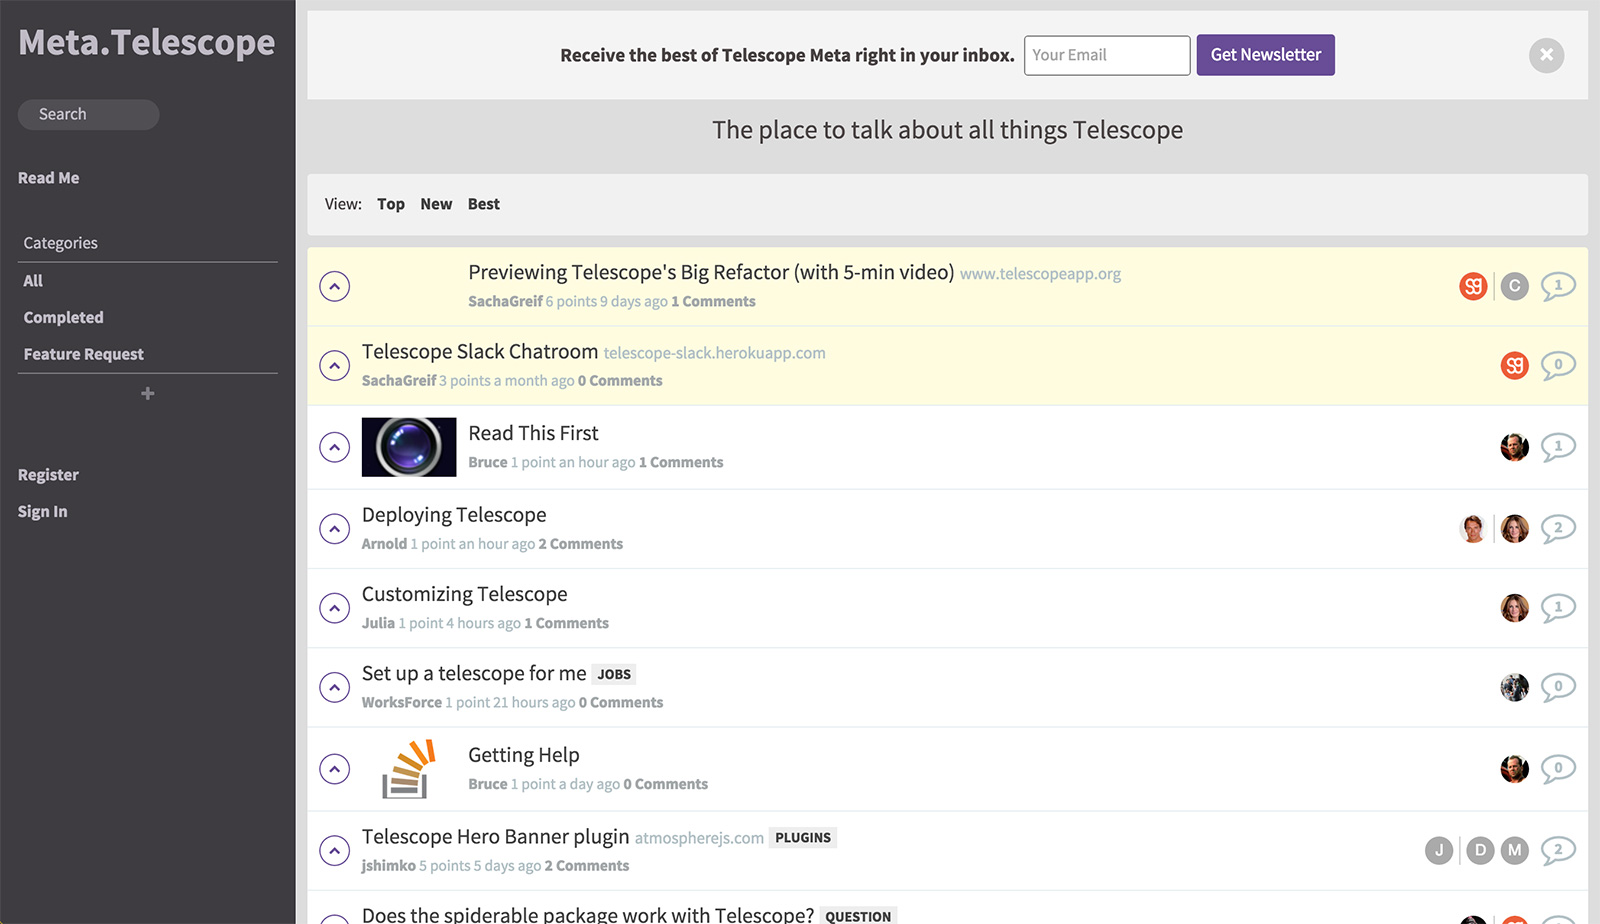 Meta.Telescope
Search
Read Me
Categories
All
Completed
Feature Request
Register
Sign In
Receive the best of Telescope Meta right in your inbox. Your Email Get Newsletter
The place to talk about all things Telescope
View: Top New Best
Previewing Telescope's Big Refactor (with 5-min video) www.telescopeapp.org
SachaGreif 6 points 9 days ago 1 Comments
Sg C 1
Telescope Slack Chatroom telescope-slack.herokuapp.com
SachaGreif 3 points a month ago 0 Comments
Sg 0
Read This First
Bruce 1 point an hour ago 1 Comments
1
Deploying Telescope
Arnold 1 point an hour ago 2 Comments
2
Customizing Telescope
Julia 1 point 4 hours ago 1 Comments
1
Set up a telescope for me JOBS
WorksForce 1 point 21 hours ago 0 Comments
0
Getting Help
Bruce 1 point a day ago 0 Comments
0
Telescope Hero Banner plugin atmospherejs.com PLUGINS
jshimko 5 points 5 days ago 2 Comments
J D M 2
Does the spiderable package work with Telescope? QUESTION